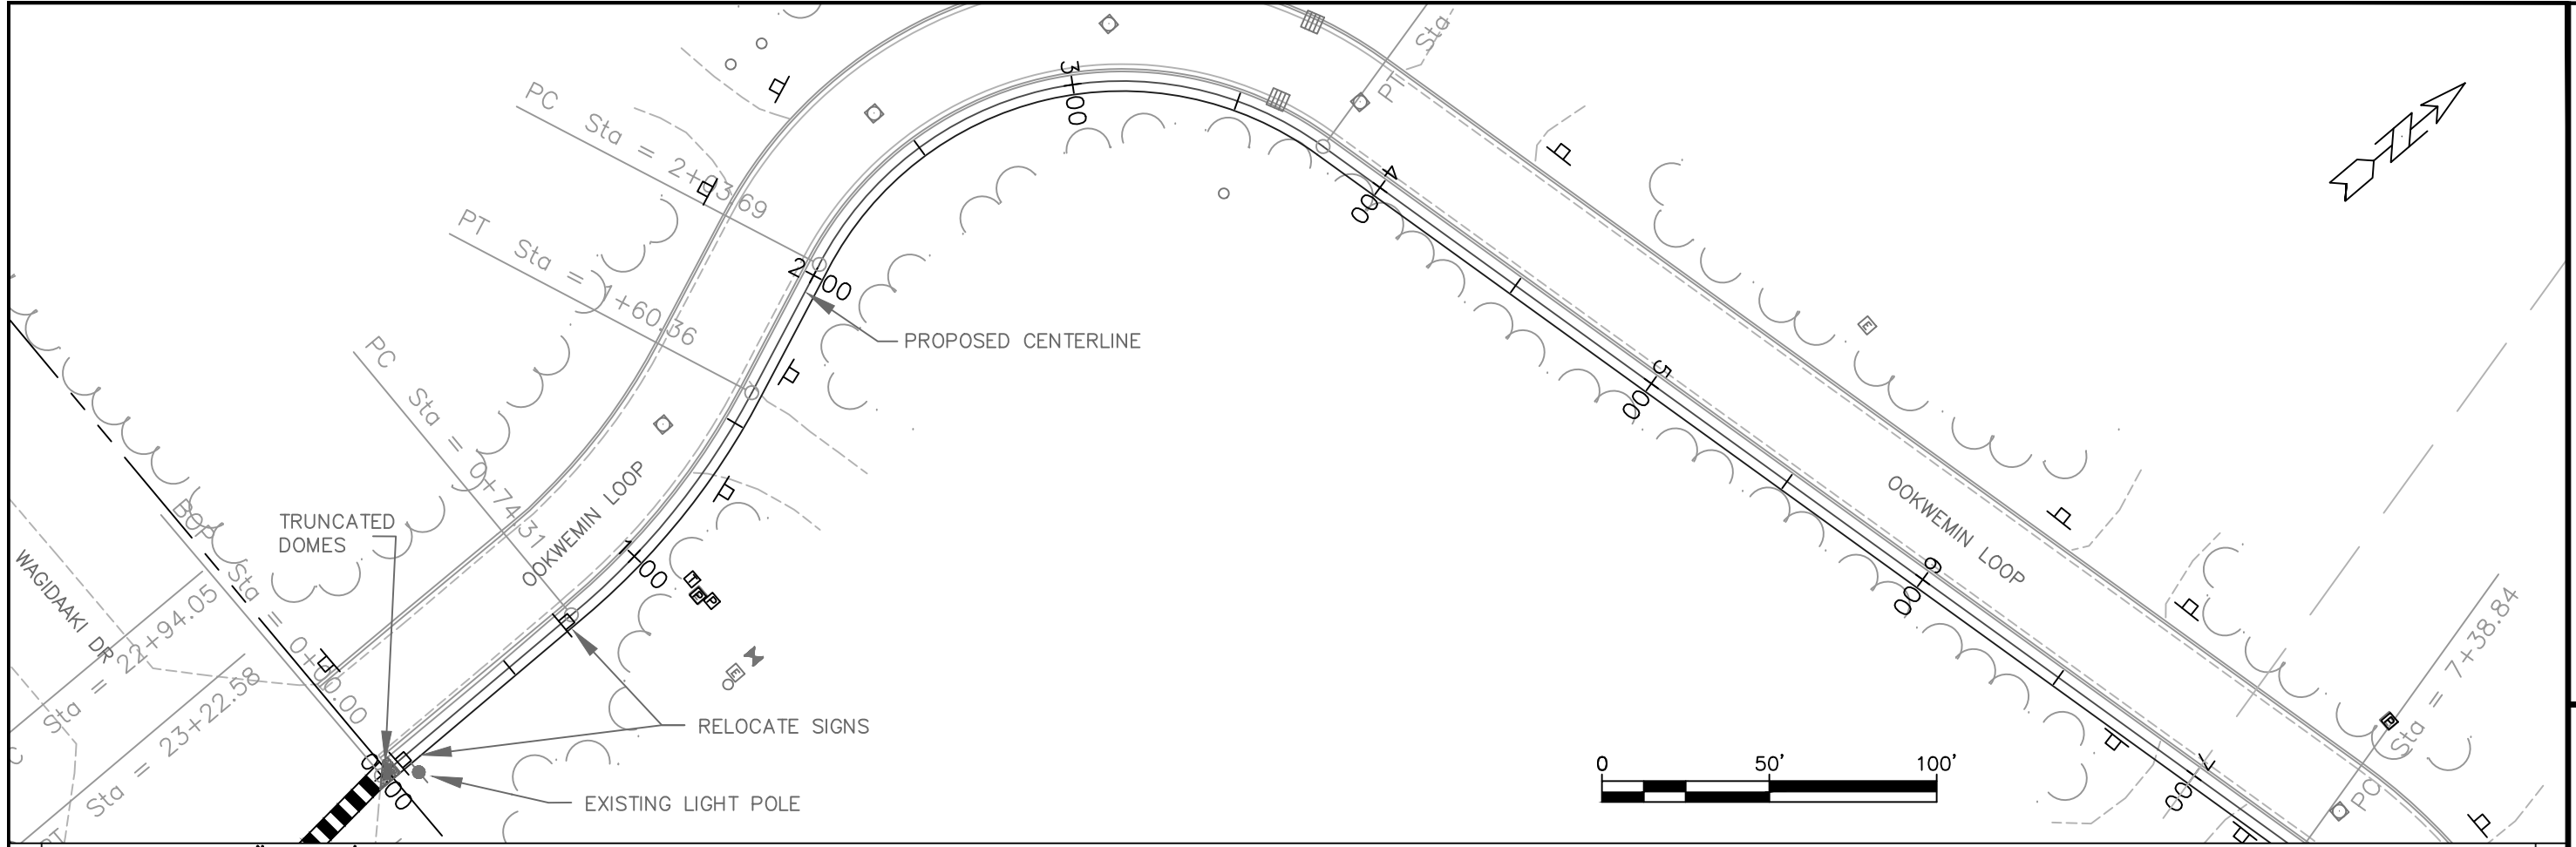 PC Sta = 2+03.69
PT Sta = 1+60.36
PC Sta = 0+74.31
BOP Sta = 0+00.00
TRUNCATED
DOMES
WAGIDAAKI DR
Sta = 22+94.05
PT Sta = 23+22.58
OOKWEMIN LOOP
PROPOSED CENTERLINE
RELOCATE SIGNS
EXISTING LIGHT POLE
0+00
1+00
2+00
3+00
4+00
5+00
6+00
7+00
PT Sta
OOKWEMIN LOOP
PC Sta = 7+38.84
E
E
T
P
P
P
N
0 50' 100'